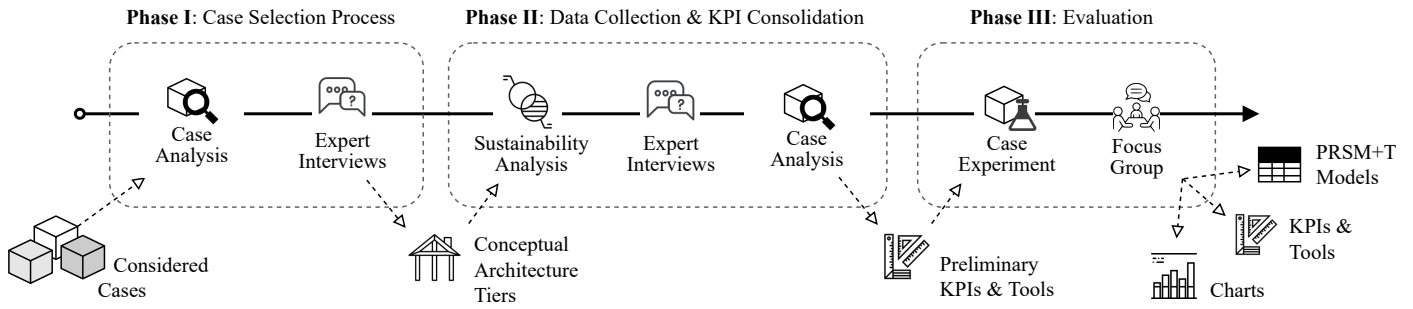 Phase I: Case Selection Process
Phase II: Data Collection & KPI Consolidation
Phase III: Evaluation
Case
Analysis
Expert
Interviews
Sustainability
Analysis
Expert
Interviews
Case
Analysis
Case
Experiment
Focus
Group
Considered
Cases
Conceptual
Architecture
Tiers
Preliminary
KPIs & Tools
PRSM+T
Models
KPIs &
Tools
Charts